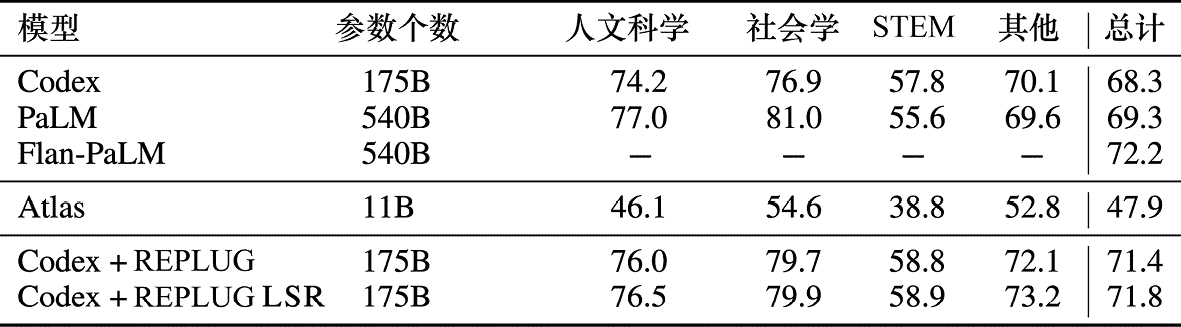 模型 参数个数 人文科学 社会学 STEM 其他 总计
Codex 175B 74.2 76.9 57.8 70.1 68.3
PaLM 540B 77.0 81.0 55.6 69.6 69.3
Flan-PaLM 540B – – – – 72.2
Atlas 11B 46.1 54.6 38.8 52.8 47.9
Codex + REPLUG 175B 76.0 79.7 58.8 72.1 71.4
Codex + REPLUG LSR 175B 76.5 79.9 58.9 73.2 71.8